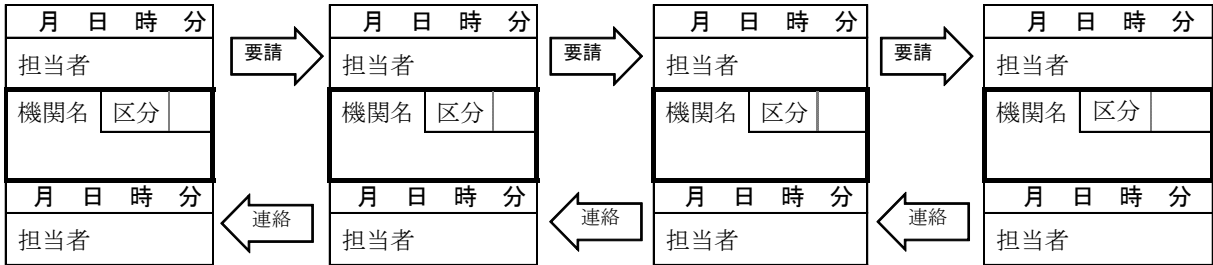 月 日 時 分 月 日 時 分 月 日 時 分 月 日 時 分
要請 要請 要請
担当者 担当者 担当者 担当者
機関名 区分 機関名 区分 機関名 区分 機関名 区分
月 日 時 分 月 日 時 分 月 日 時 分 月 日 時 分
連絡 連絡 連絡
担当者 担当者 担当者 担当者